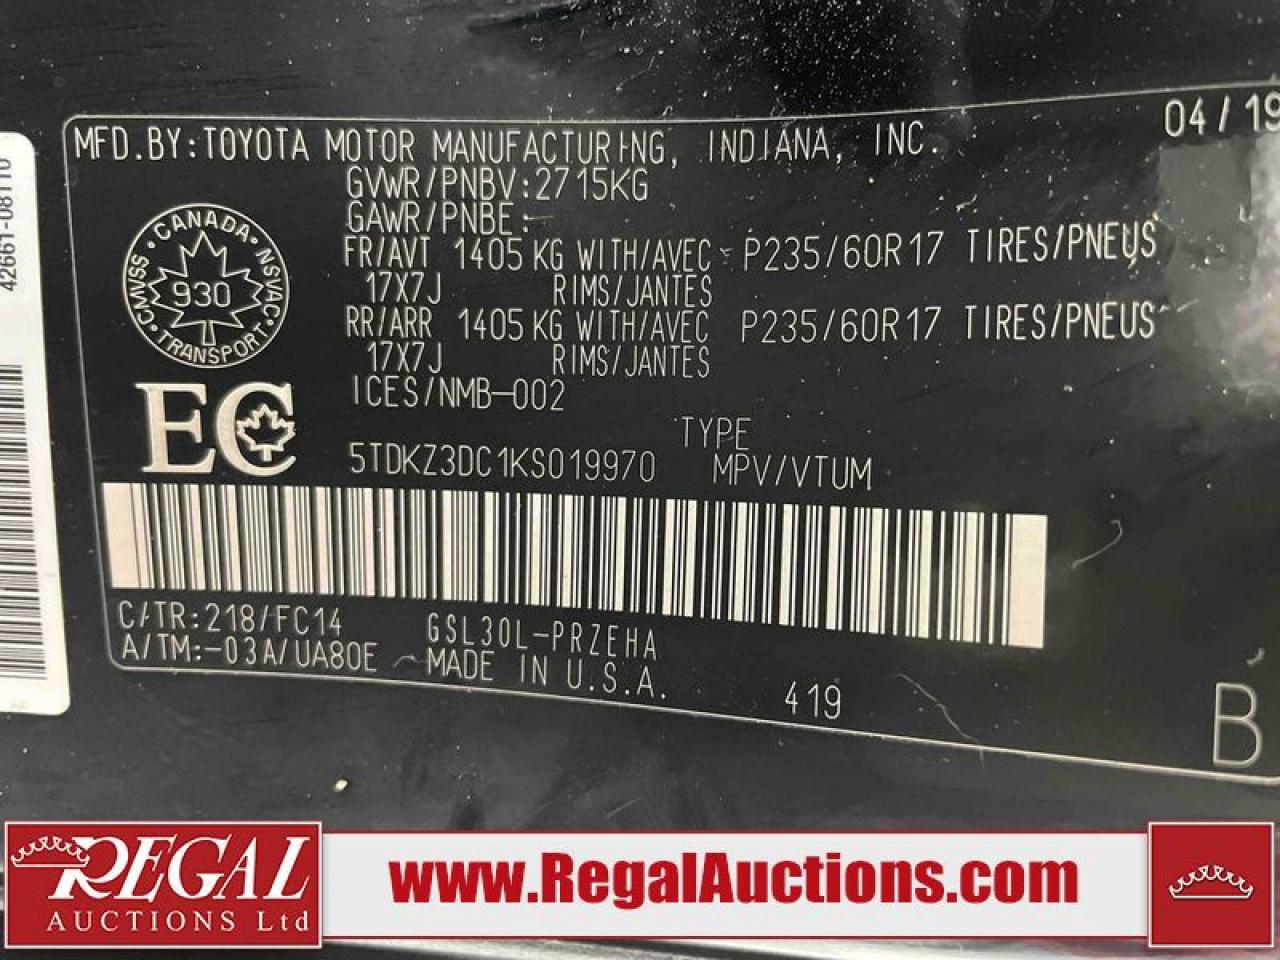 MFD.BY:TOYOTA MOTOR MANUFACTURING, INDIANA, INC. 04/19
GVWR/PNBV:2715KG
GAWR/PNBE:
FR/AVT 1405 KG WITH/AVEC P235/60R17 TIRES/PNEUS
17X7J RIMS/JANTES
RR/ARR 1405 KG WITH/AVEC P235/60R17 TIRES/PNEUS
17X7J RIMS/JANTES
ICES/NMB-002
CANADA
CMVSS NSVAC
930
TRANSPORT
EC
TYPE
5TDKZ3DC1KS019970 MPV/VTUM
C/TR:218/FC14 GSL30L-PRZEHA
A/TM:-03A/UA80E MADE IN U.S.A.
419
B
42661-08110
REGAL
AUCTIONS Ltd
www.RegalAuctions.com